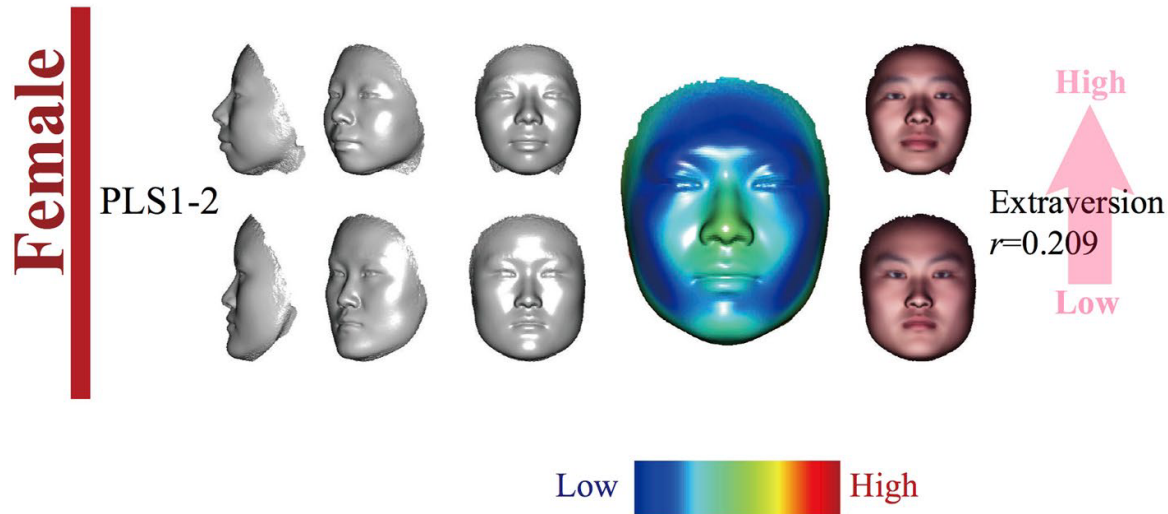 Female
PLS1-2
High
Extraversion
r=0.209
Low
Low
High